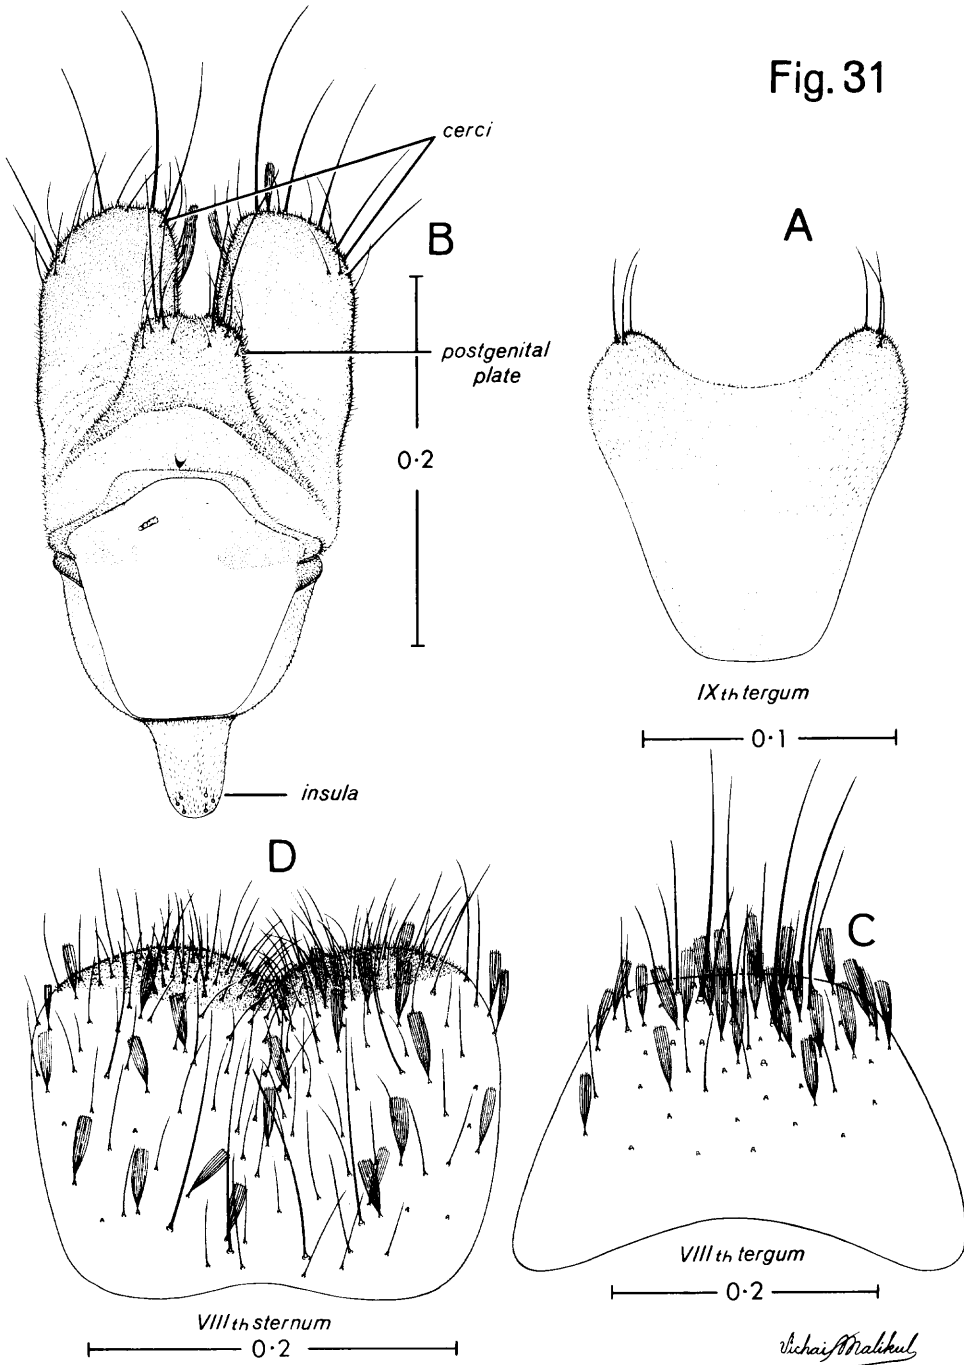 Fig. 31
cerci
B
A
postgenital
plate
0·2
IXth tergum
0·1
insula
D
C
VIIIth tergum
0·2
VIIIth sternum
0·2
Vichai Malikul